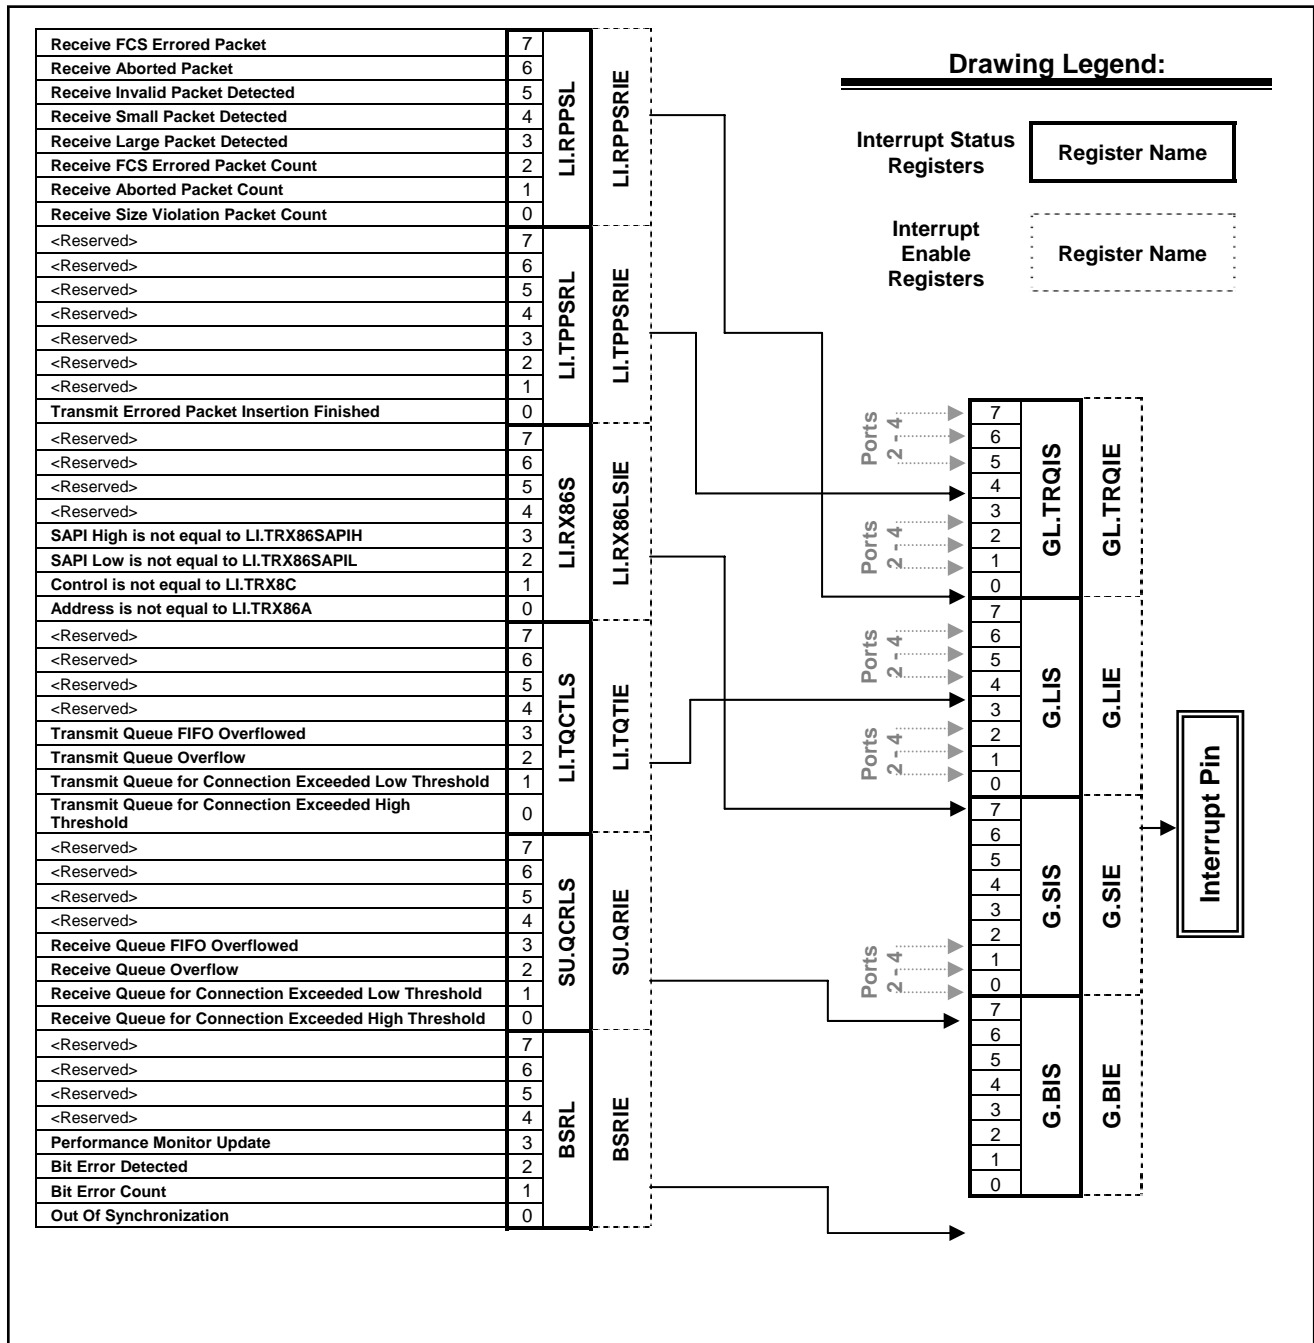 Receive FCS Errored Packet 7
Receive Aborted Packet 6
Receive Invalid Packet Detected 5
Receive Small Packet Detected 4
Receive Large Packet Detected 3
Receive FCS Errored Packet Count 2
Receive Aborted Packet Count 1
Receive Size Violation Packet Count 0
LI.RPPSL
LI.RPPSRIE
<Reserved> 7
<Reserved> 6
<Reserved> 5
<Reserved> 4
<Reserved> 3
<Reserved> 2
<Reserved> 1
Transmit Errored Packet Insertion Finished 0
LI.TPPSRL
LI.TPPSRIE
<Reserved> 7
<Reserved> 6
<Reserved> 5
<Reserved> 4
SAPI High is not equal to LI.TRX86SAPIH 3
SAPI Low is not equal to LI.TRX86SAPIL 2
Control is not equal to LI.TRX8C 1
Address is not equal to LI.TRX86A 0
LI.RX86S
LI.RX86LSIE
<Reserved> 7
<Reserved> 6
<Reserved> 5
<Reserved> 4
Transmit Queue FIFO Overflowed 3
Transmit Queue Overflow 2
Transmit Queue for Connection Exceeded Low Threshold 1
Transmit Queue for Connection Exceeded High
Threshold 0
LI.TQCTLS
LI.TQTIE
<Reserved> 7
<Reserved> 6
<Reserved> 5
<Reserved> 4
Receive Queue FIFO Overflowed 3
Receive Queue Overflow 2
Receive Queue for Connection Exceeded Low Threshold 1
Receive Queue for Connection Exceeded High Threshold 0
SU.QCRLS
SU.QRIE
<Reserved> 7
<Reserved> 6
<Reserved> 5
<Reserved> 4
Performance Monitor Update 3
Bit Error Detected 2
Bit Error Count 1
Out Of Synchronization 0
BSRL
BSRIE
Drawing Legend:
Interrupt Status
Registers
Register Name
Interrupt
Enable
Registers
Register Name
Ports
2 - 4
Ports
2 - 4
7
6
5
4
3
2
1
0
GL.TRQIS
GL.TRQIE
Ports
2 - 4
Ports
2 - 4
7
6
5
4
3
2
1
0
G.LIS
G.LIE
Ports
2 - 4
7
6
5
4
3
2
1
0
G.SIS
G.SIE
7
6
5
4
3
2
1
0
G.BIS
G.BIE
Interrupt Pin